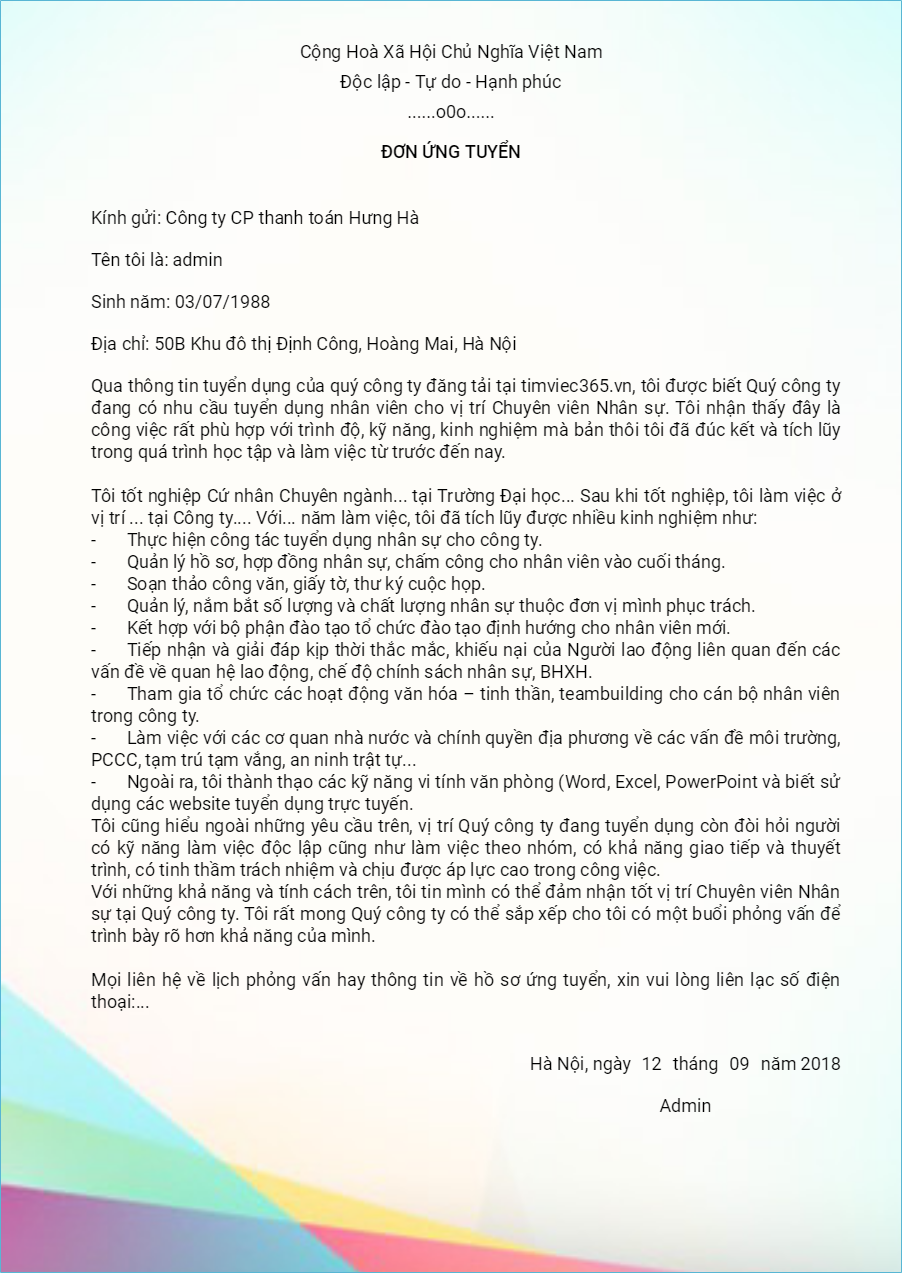 Cộng Hoà Xã Hội Chủ Nghĩa Việt Nam
Độc lập - Tự do - Hạnh phúc
......o0o......
ĐƠN ỨNG TUYỂN
Kính gửi: Công ty CP thanh toán Hưng Hà
Tên tôi là: admin
Sinh năm: 03/07/1988
Địa chỉ: 50B Khu đô thị Định Công, Hoàng Mai, Hà Nội
Qua thông tin tuyển dụng của quý công ty đăng tải tại timviec365.vn, tôi được biết Quý công ty
đang có nhu cầu tuyển dụng nhân viên cho vị trí Chuyên viên Nhân sự. Tôi nhận thấy đây là
công việc rất phù hợp với trình độ, kỹ năng, kinh nghiệm mà bản thôi tôi đã đúc kết và tích lũy
trong quá trình học tập và làm việc từ trước đến nay.
Tôi tốt nghiệp Cứ nhân Chuyên ngành... tại Trường Đại học... Sau khi tốt nghiệp, tôi làm việc ở
vị trí ... tại Công ty.... Với... năm làm việc, tôi đã tích lũy được nhiều kinh nghiệm như:
- Thực hiện công tác tuyển dụng nhân sự cho công ty.
- Quản lý hồ sơ, hợp đồng nhân sự, chấm công cho nhân viên vào cuối tháng.
- Soạn thảo công văn, giấy tờ, thư ký cuộc họp.
- Quản lý, nắm bắt số lượng và chất lượng nhân sự thuộc đơn vị mình phục trách.
- Kết hợp với bộ phận đào tạo tổ chức đào tạo định hướng cho nhân viên mới.
- Tiếp nhận và giải đáp kịp thời thắc mắc, khiếu nại của Người lao động liên quan đến các
vấn đề về quan hệ lao động, chế độ chính sách nhân sự, BHXH.
- Tham gia tổ chức các hoạt động văn hóa – tinh thần, teambuilding cho cán bộ nhân viên
trong công ty.
- Làm việc với các cơ quan nhà nước và chính quyền địa phương về các vấn đề môi trường,
PCCC, tạm trú tạm vắng, an ninh trật tự...
- Ngoài ra, tôi thành thạo các kỹ năng vi tính văn phòng (Word, Excel, PowerPoint và biết sử
dụng các website tuyển dụng trực tuyến.
Tôi cũng hiểu ngoài những yêu cầu trên, vị trí Quý công ty đang tuyển dụng còn đòi hỏi người
có kỹ năng làm việc độc lập cũng như làm việc theo nhóm, có khả năng giao tiếp và thuyết
trình, có tinh thầm trách nhiệm và chịu được áp lực cao trong công việc.
Với những khả năng và tính cách trên, tôi tin mình có thể đảm nhận tốt vị trí Chuyên viên Nhân
sự tại Quý công ty. Tôi rất mong Quý công ty có thể sắp xếp cho tôi có một buổi phỏng vấn để
trình bày rõ hơn khả năng của mình.
Mọi liên hệ về lịch phỏng vấn hay thông tin về hồ sơ ứng tuyển, xin vui lòng liên lạc số điện
thoại:...
Hà Nội, ngày 12 tháng 09 năm 2018
Admin